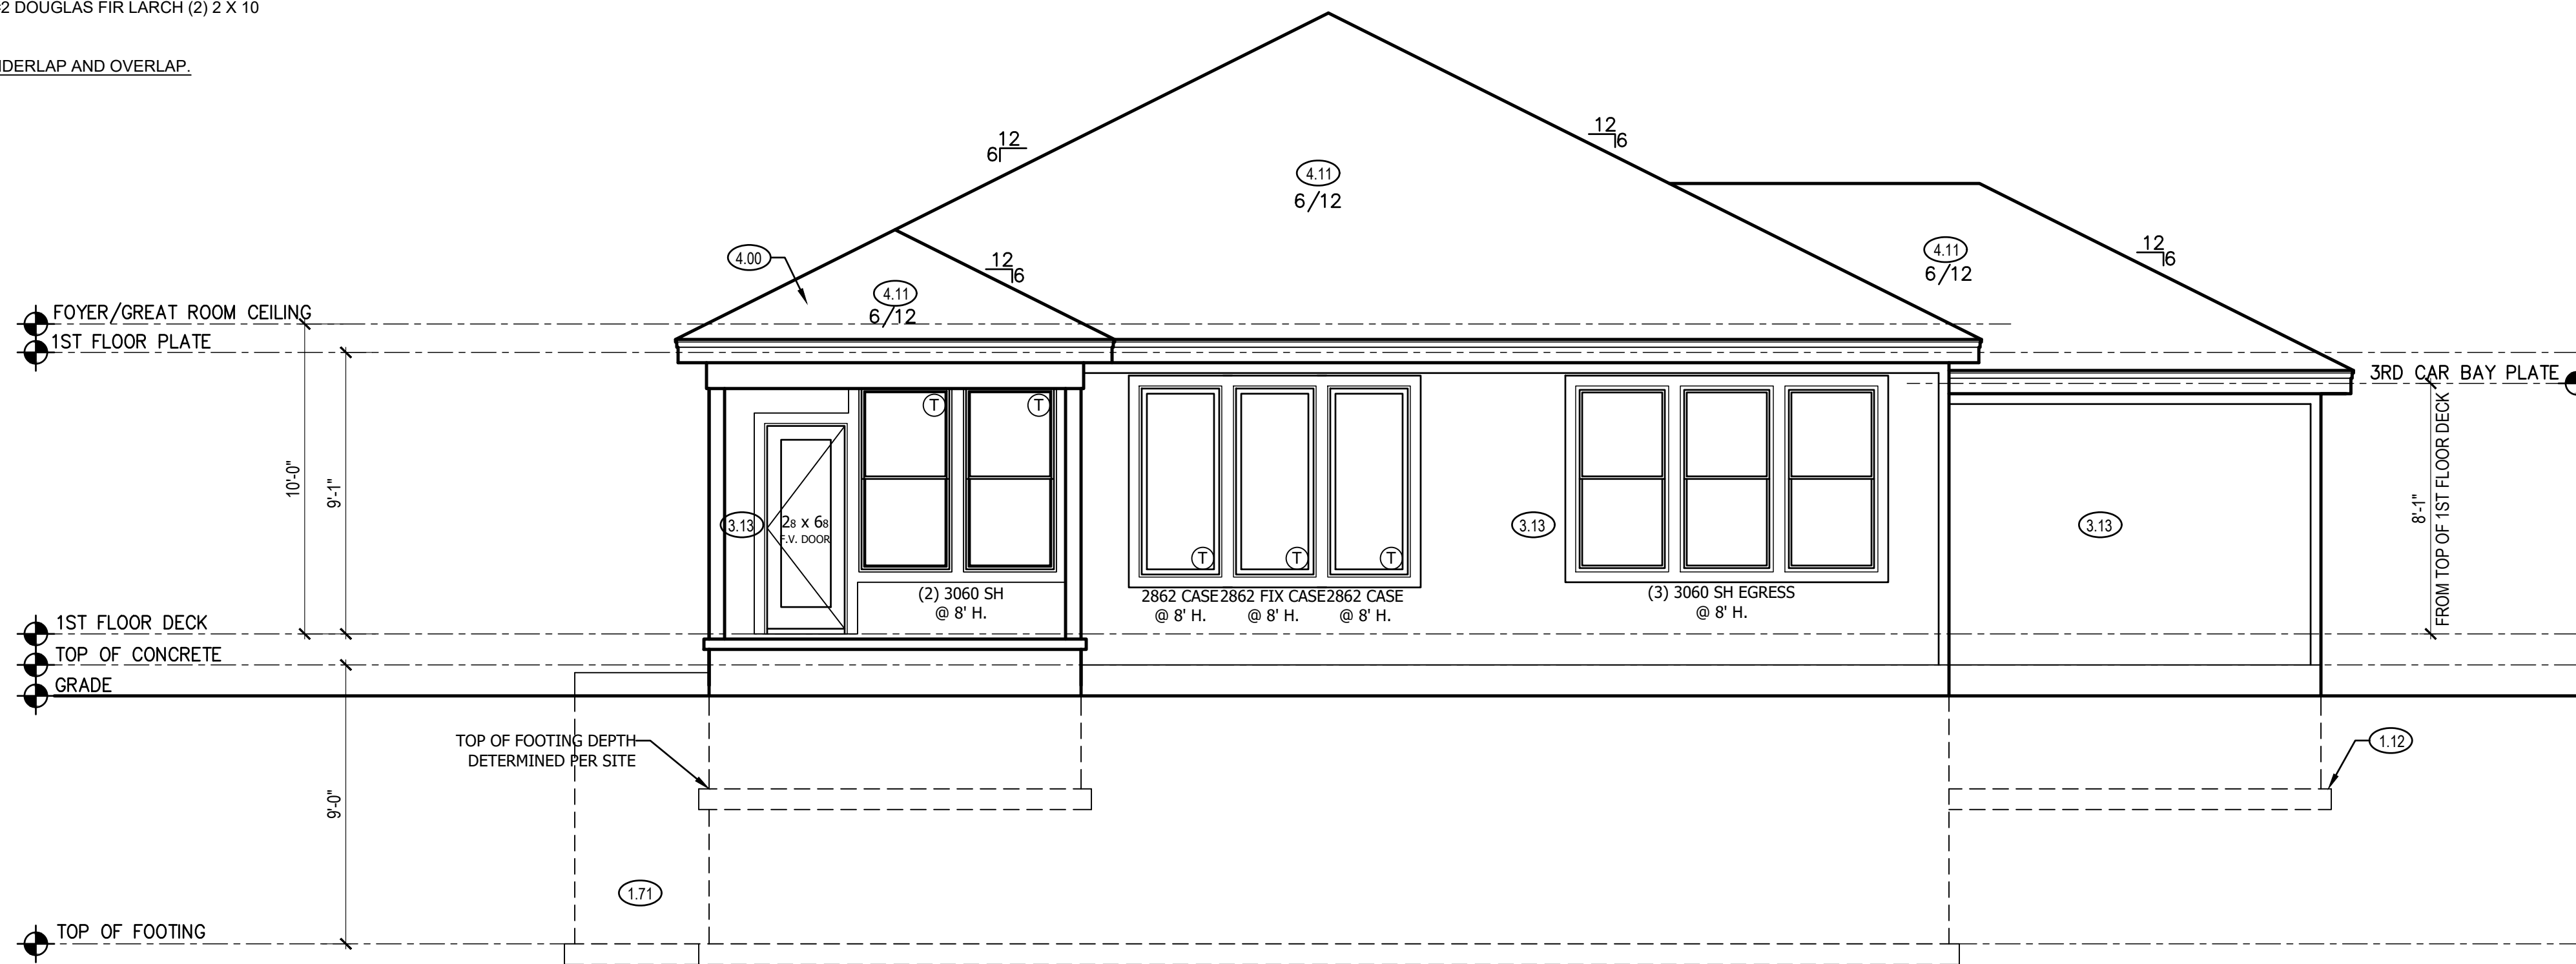 2 DOUGLAS FIR LARCH (2) 2 X 10
DERLAP AND OVERLAP.
12
6
12
6
4.11
6/12
4.00
12
6
4.11
6/12
12
6
4.11
6/12
FOYER/GREAT ROOM CEILING
1ST FLOOR PLATE
3RD CAR BAY PLATE
T
T
10'-0"
9'-1"
3.13
28 x 68
F.V. DOOR
3.13
3.13
8'-1"
FROM TOP OF 1ST FLOOR DECK
T
T
T
(2) 3060 SH
@ 8' H.
2862 CASE
@ 8' H.
2862 FIX CASE
@ 8' H.
2862 CASE
@ 8' H.
(3) 3060 SH EGRESS
@ 8' H.
1ST FLOOR DECK
TOP OF CONCRETE
GRADE
TOP OF FOOTING DEPTH
DETERMINED PER SITE
1.12
9'-0"
1.71
TOP OF FOOTING